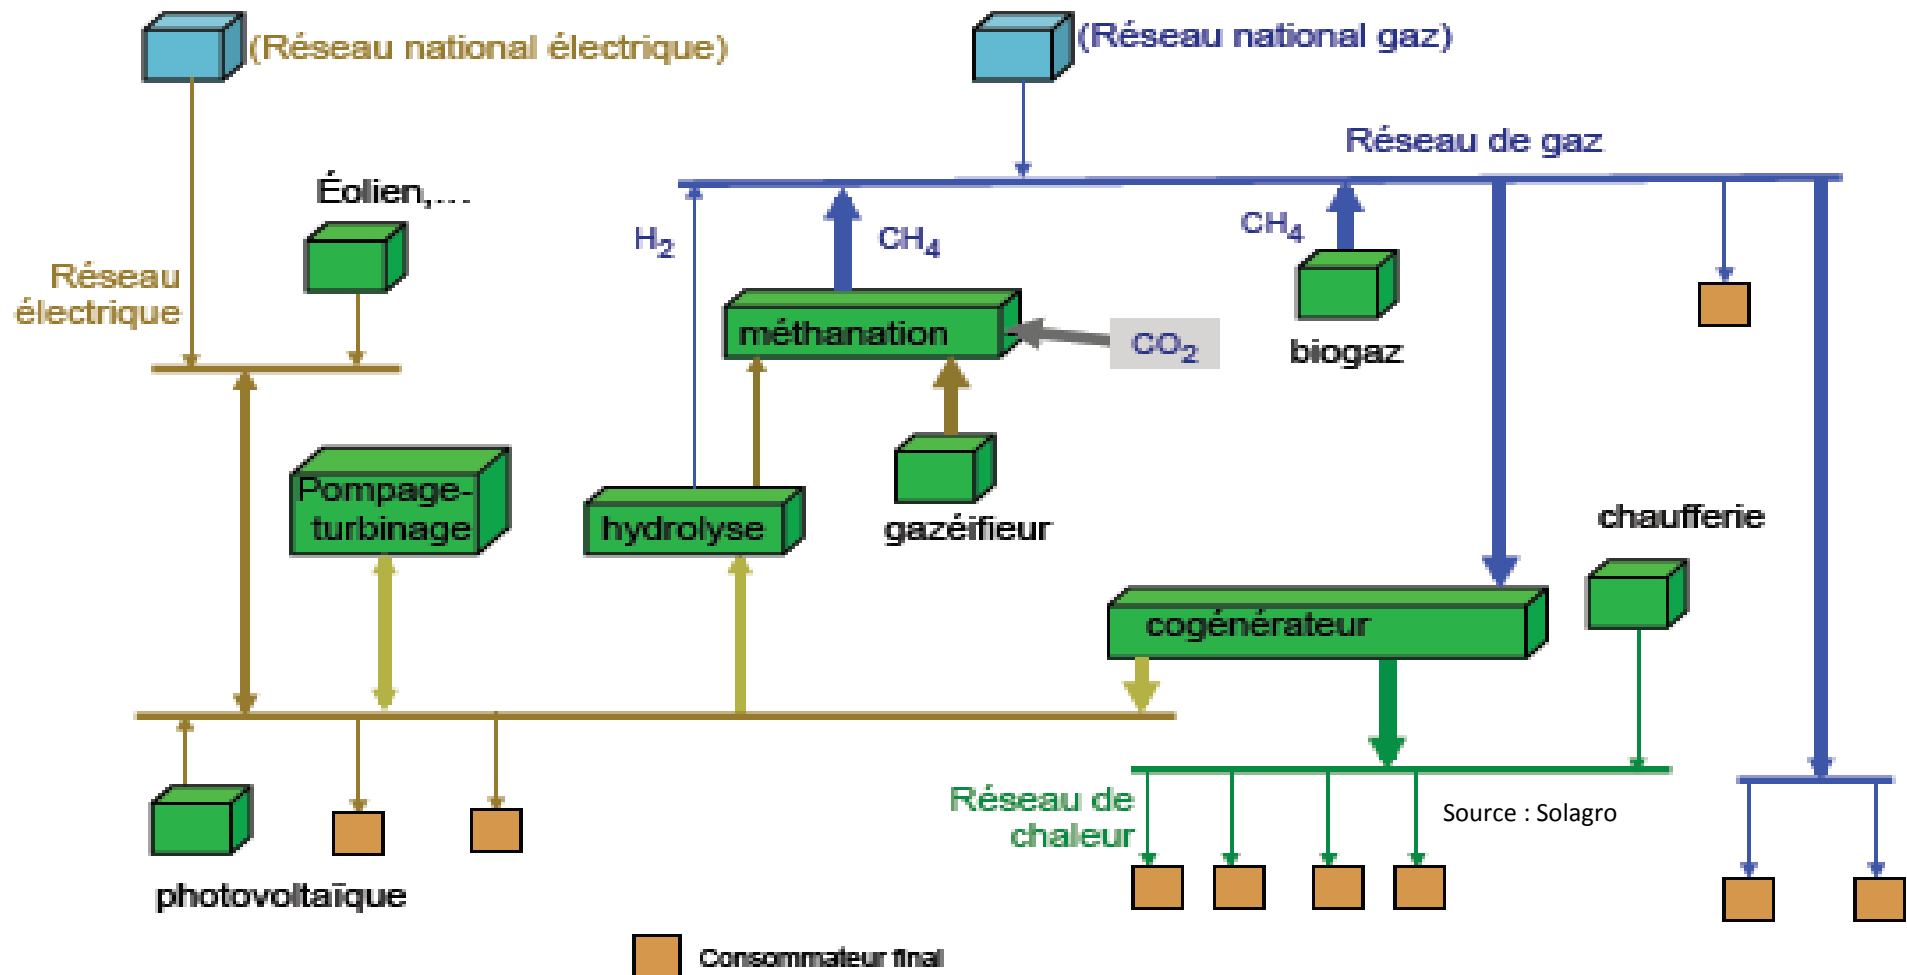 (Réseau national électrique)
(Réseau national gaz)
Réseau de gaz
Éolien,...
H2
CH4
CH4
Réseau
électrique
méthanation
CO2
biogaz
Pompage-
turbinage
hydrolyse
gazéifieur
chaufferie
cogénérateur
Réseau de
chaleur
Source : Solagro
photovoltaïque
Consommateur final